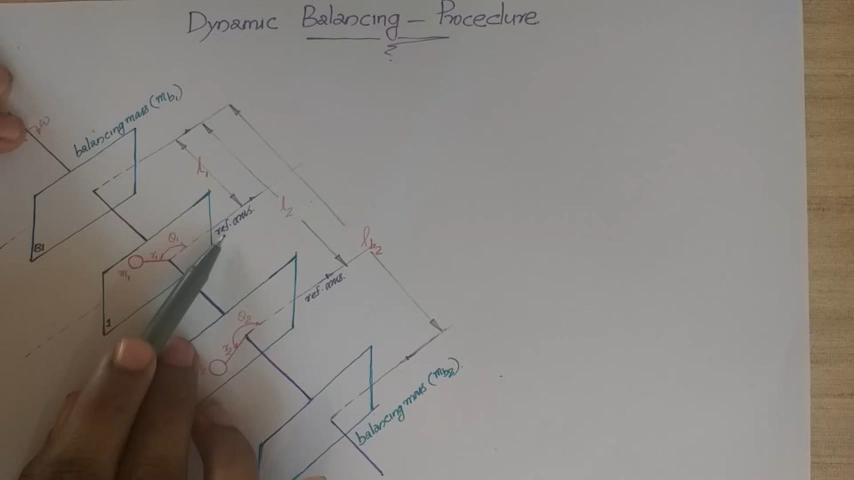 Dynamic Balancing - Procedure
balancing mass (mb1)
ω
B1
l1
ref. axis.
θ1
r1
m1
1
l2
lb2
ref. axis.
θ2
r2
balancing mass (mb2)